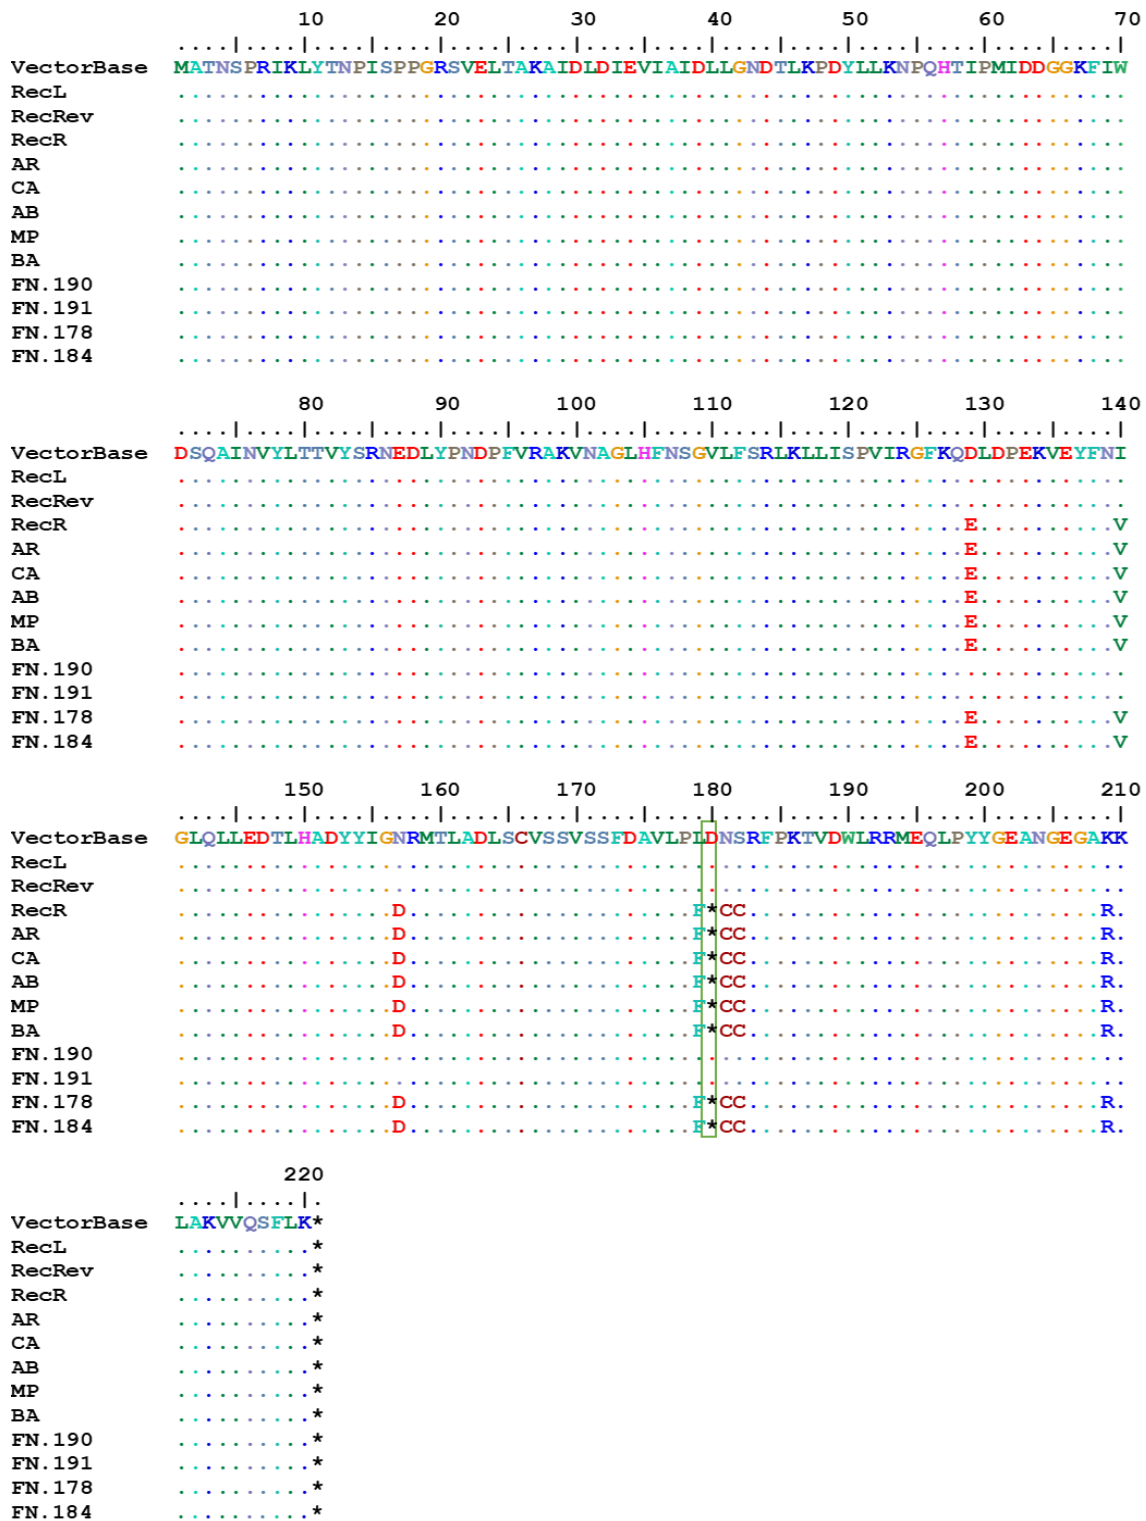 10 20 30 40 50 60 70
....|....|....|....|....|....|....|....|....|....|....|....|....|....|
VectorBase MATNSPRIKLYTNPISPPGRSVELTAKAIDLDIEVIAIDLLGNDTLKPDYLLKNPQHTIPMIDDGGKFIW
RecL ......................................................................
RecRev ......................................................................
RecR ......................................................................
AR ......................................................................
CA ......................................................................
AB ......................................................................
MP ......................................................................
BA ......................................................................
FN.190 ......................................................................
FN.191 ......................................................................
FN.178 ......................................................................
FN.184 ......................................................................
80 90 100 110 120 130 140
....|....|....|....|....|....|....|....|....|....|....|....|....|....|
VectorBase DSQAINVYLTTVYSRNEDLYPNDPFVRAKVNAGLHFNSGVLFSRLKLLISPVIRGFKQDLDPEKVEYFNI
RecL ......................................................................
RecRev ......................................................................
RecR ..........................................................E..........V
AR ..........................................................E..........V
CA ..........................................................E..........V
AB ..........................................................E..........V
MP ..........................................................E..........V
BA ..........................................................E..........V
FN.190 ......................................................................
FN.191 ......................................................................
FN.178 ..........................................................E..........V
FN.184 ..........................................................E..........V
150 160 170 180 190 200 210
....|....|....|....|....|....|....|....|....|....|....|....|....|....|
VectorBase GLQLLEDTLHADYYIGNRMTLADLSCVSSVSSFDAVLPLDNSRFPKTVDWLRRMEQLPYYGEANGEGAKK
RecL ......................................................................
RecRev ......................................................................
RecR ................D.....................F*CC..........................R.
AR ................D.....................F*CC..........................R.
CA ................D.....................F*CC..........................R.
AB ................D.....................F*CC..........................R.
MP ................D.....................F*CC..........................R.
BA ................D.....................F*CC..........................R.
FN.190 ......................................................................
FN.191 ......................................................................
FN.178 ................D.....................F*CC..........................R.
FN.184 ................D.....................F*CC..........................R.
220
....|....|.
VectorBase LAKVVQSFLK*
RecL ..........*
RecRev ..........*
RecR ..........*
AR ..........*
CA ..........*
AB ..........*
MP ..........*
BA ..........*
FN.190 ..........*
FN.191 ..........*
FN.178 ..........*
FN.184 ..........*